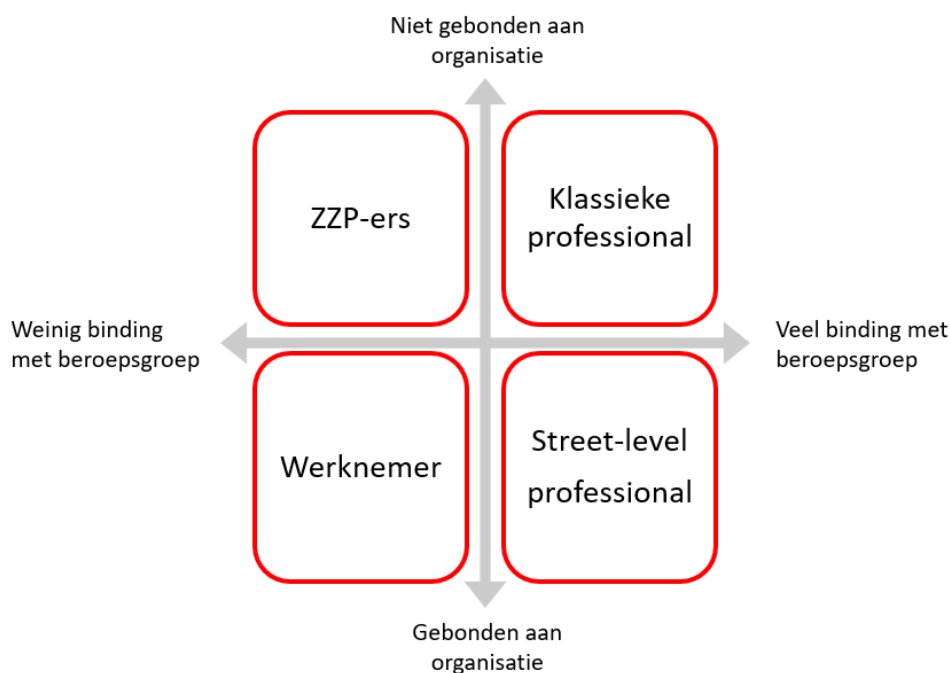 Niet gebonden aan
organisatie
ZZP-ers
Klassieke
professional
Weinig binding
met beroepsgroep
Veel binding met
beroepsgroep
Werknemer
Street-level
professional
Gebonden aan
organisatie